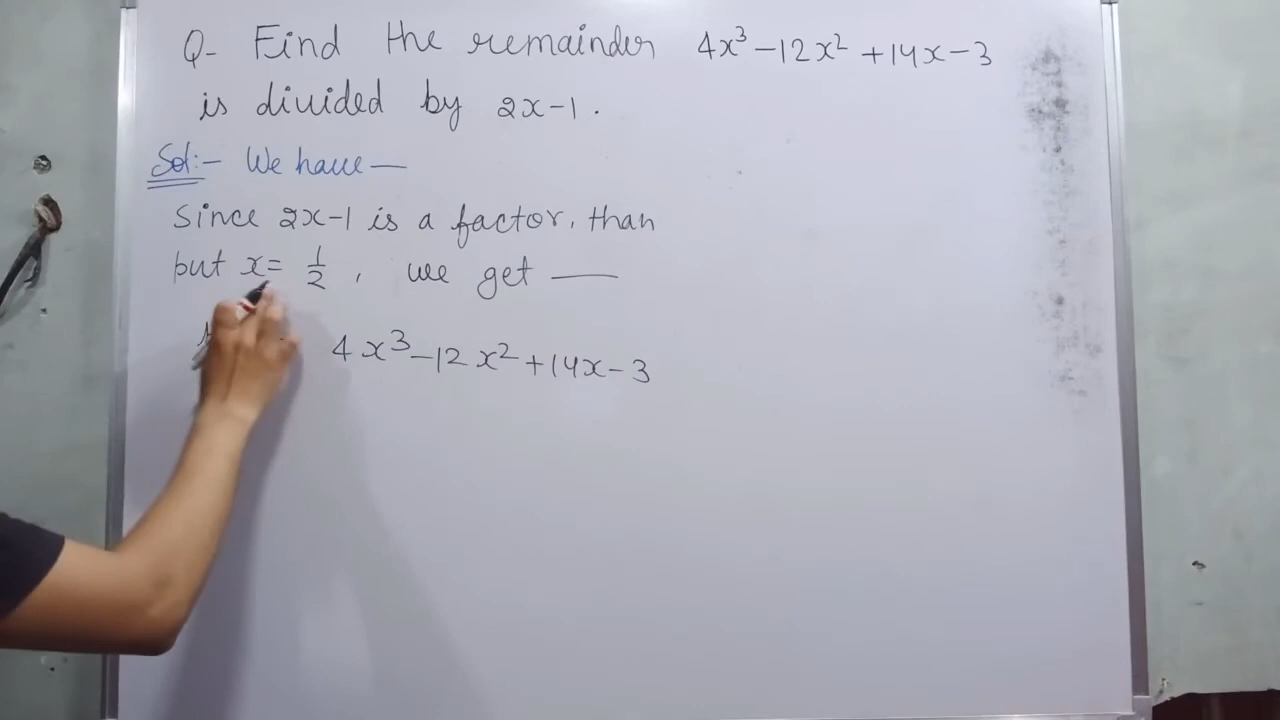 Q- Find the remainder 4x³-12x²+14x-3
is divided by 2x-1.
Sol:- We have—
Since 2x-1 is a factor, than
but x= 1/2, we get —
4x³-12x²+14x-3